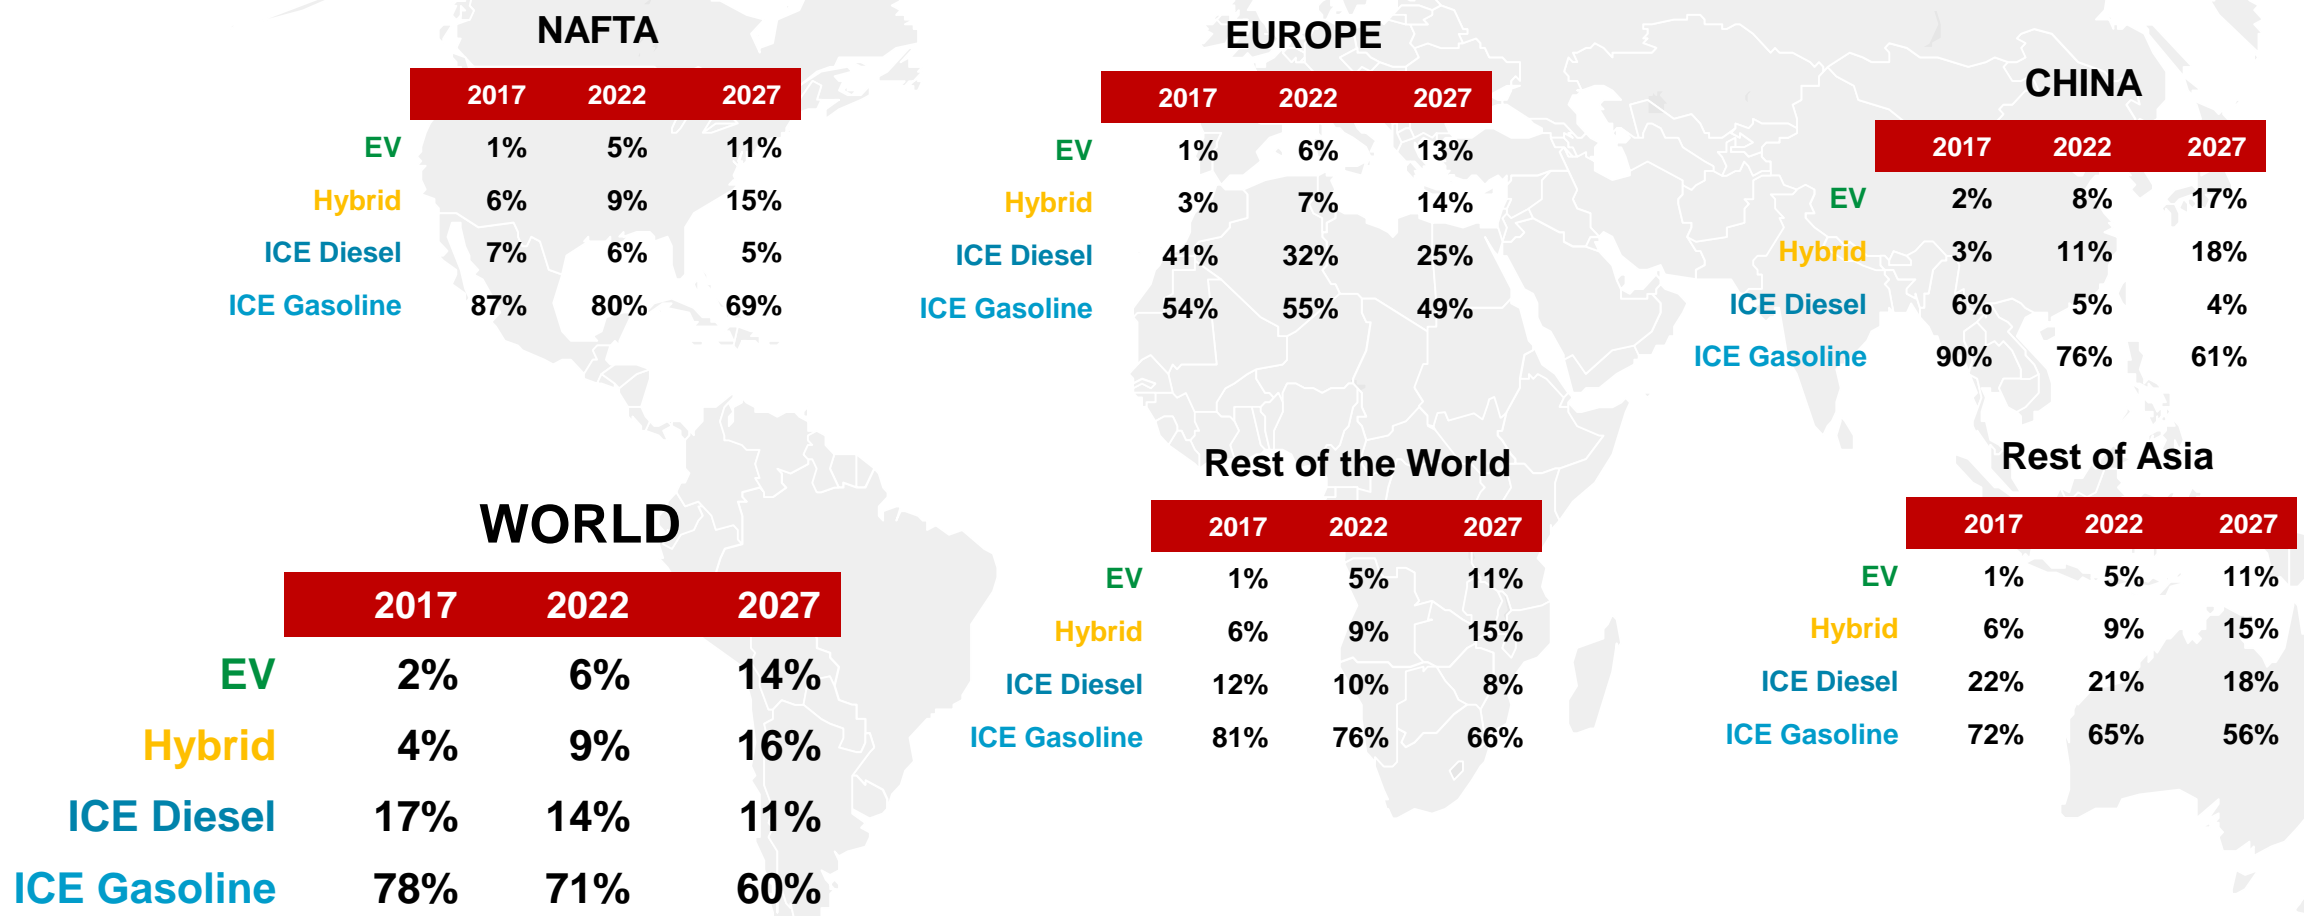 NAFTA
2017 2022 2027
EV 1% 5% 11%
Hybrid 6% 9% 15%
ICE Diesel 7% 6% 5%
ICE Gasoline 87% 80% 69%
EUROPE
2017 2022 2027
EV 1% 6% 13%
Hybrid 3% 7% 14%
ICE Diesel 41% 32% 25%
ICE Gasoline 54% 55% 49%
CHINA
2017 2022 2027
EV 2% 8% 17%
Hybrid 3% 11% 18%
ICE Diesel 6% 5% 4%
ICE Gasoline 90% 76% 61%
WORLD
2017 2022 2027
EV 2% 6% 14%
Hybrid 4% 9% 16%
ICE Diesel 17% 14% 11%
ICE Gasoline 78% 71% 60%
Rest of the World
2017 2022 2027
EV 1% 5% 11%
Hybrid 6% 9% 15%
ICE Diesel 12% 10% 8%
ICE Gasoline 81% 76% 66%
Rest of Asia
2017 2022 2027
EV 1% 5% 11%
Hybrid 6% 9% 15%
ICE Diesel 22% 21% 18%
ICE Gasoline 72% 65% 56%